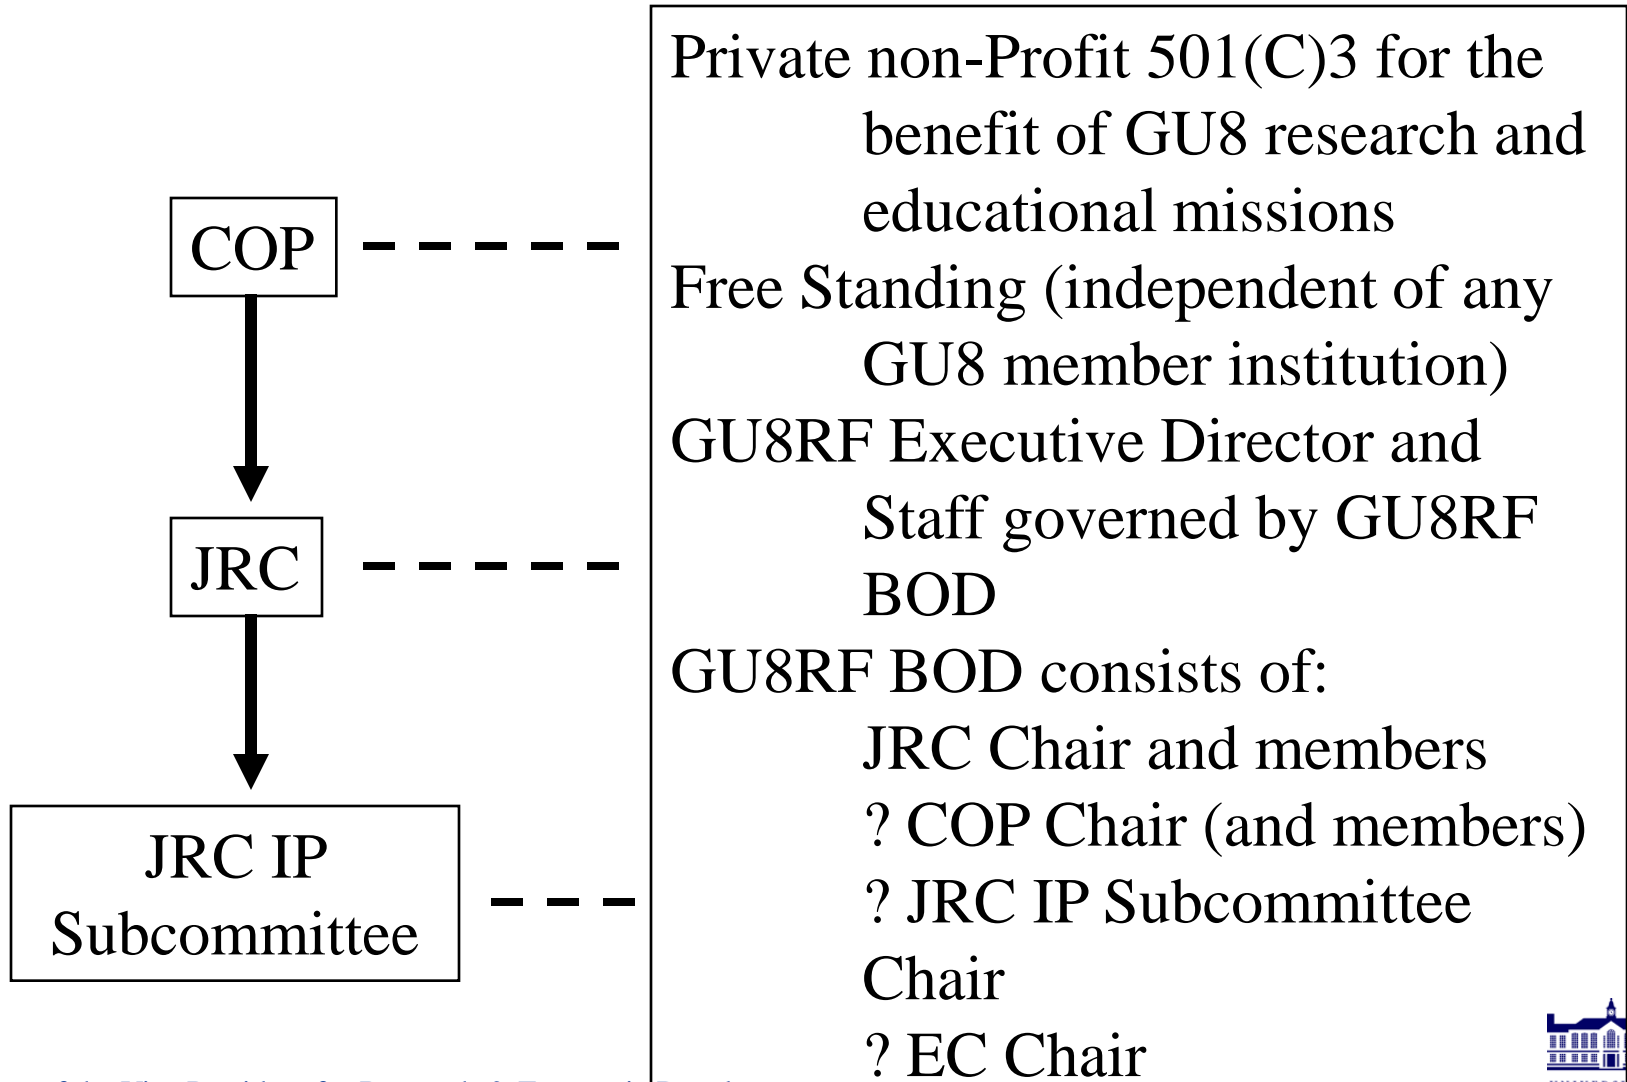 COP
JRC
JRC IP
Subcommittee
Private non-Profit 501(C)3 for the
benefit of GU8 research and
educational missions
Free Standing (independent of any
GU8 member institution)
GU8RF Executive Director and
Staff governed by GU8RF
BOD
GU8RF BOD consists of:
JRC Chair and members
? COP Chair (and members)
? JRC IP Subcommittee
Chair
? EC Chair